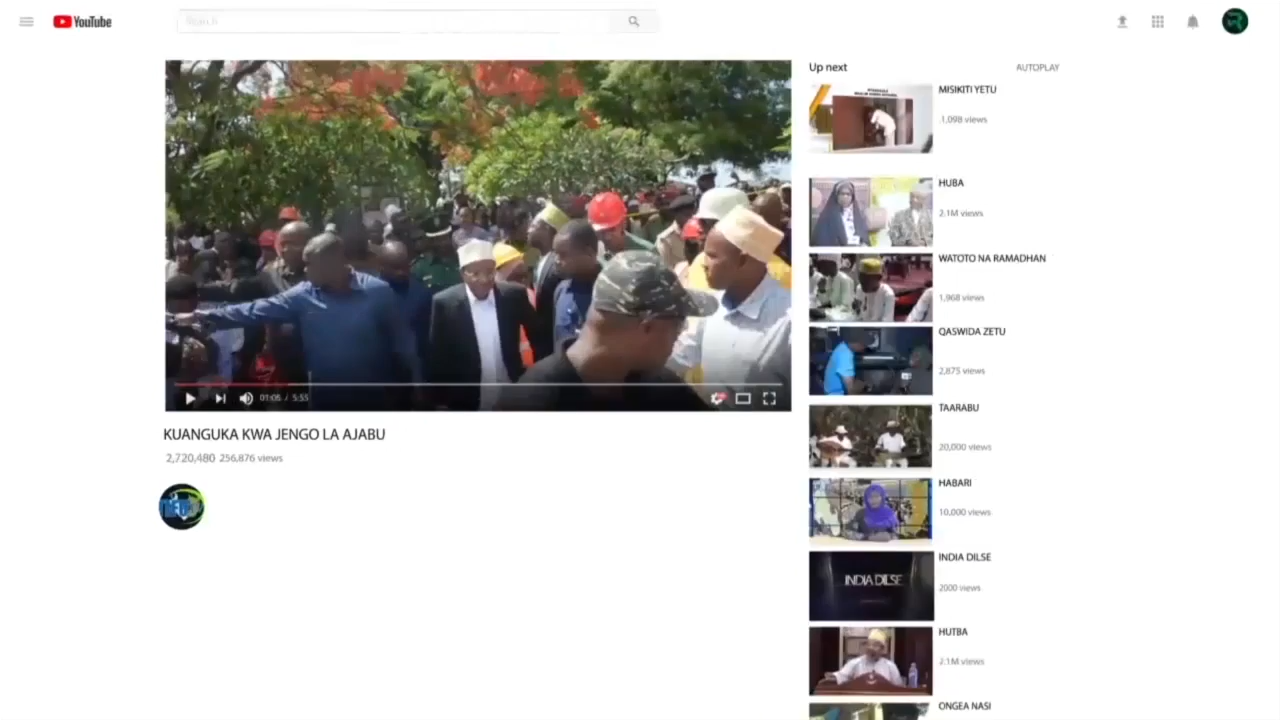 YouTube
Search
Up next
AUTOPLAY
MISIKITI YETU
1,098 views
HUBA
2.1M views
WATOTO NA RAMADHAN
1,968 views
QASWIDA ZETU
2,875 views
TAARABU
20,000 views
HABARI
10,000 views
INDIA DILSE
INDIA DILSE
2000 views
HUTBA
2.1M views
ONGEA NASI
01:06 / 5:55
KUANGUKA KWA JENGO LA AJABU
2,720,480 256,876 views